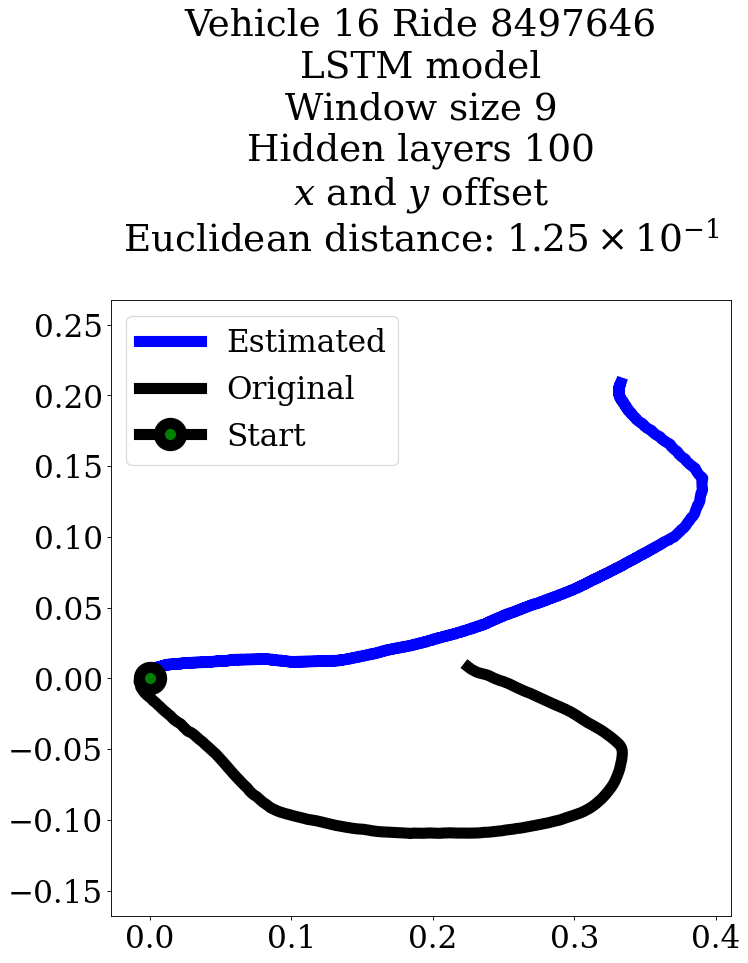 Vehicle 16 Ride 8497646
LSTM model
Window size 9
Hidden layers 100
x and y offset
Euclidean distance: 1.25 × 10⁻¹
Estimated
Original
Start
0.25
0.20
0.15
0.10
0.05
0.00
−0.05
−0.10
−0.15
0.0 0.1 0.2 0.3 0.4